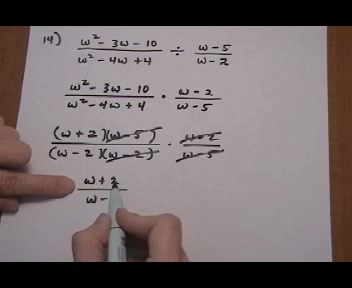 14) (w² - 3w - 10)/(w² - 4w + 4) ÷ (w - 5)/(w - 2)
(w² - 3w - 10)/(w² - 4w + 4) · (w - 2)/(w - 5)
((w + 2)(w - 5))/((w - 2)(w - 2)) · (w - 2)/(w - 5)
(w + 2)/(w -